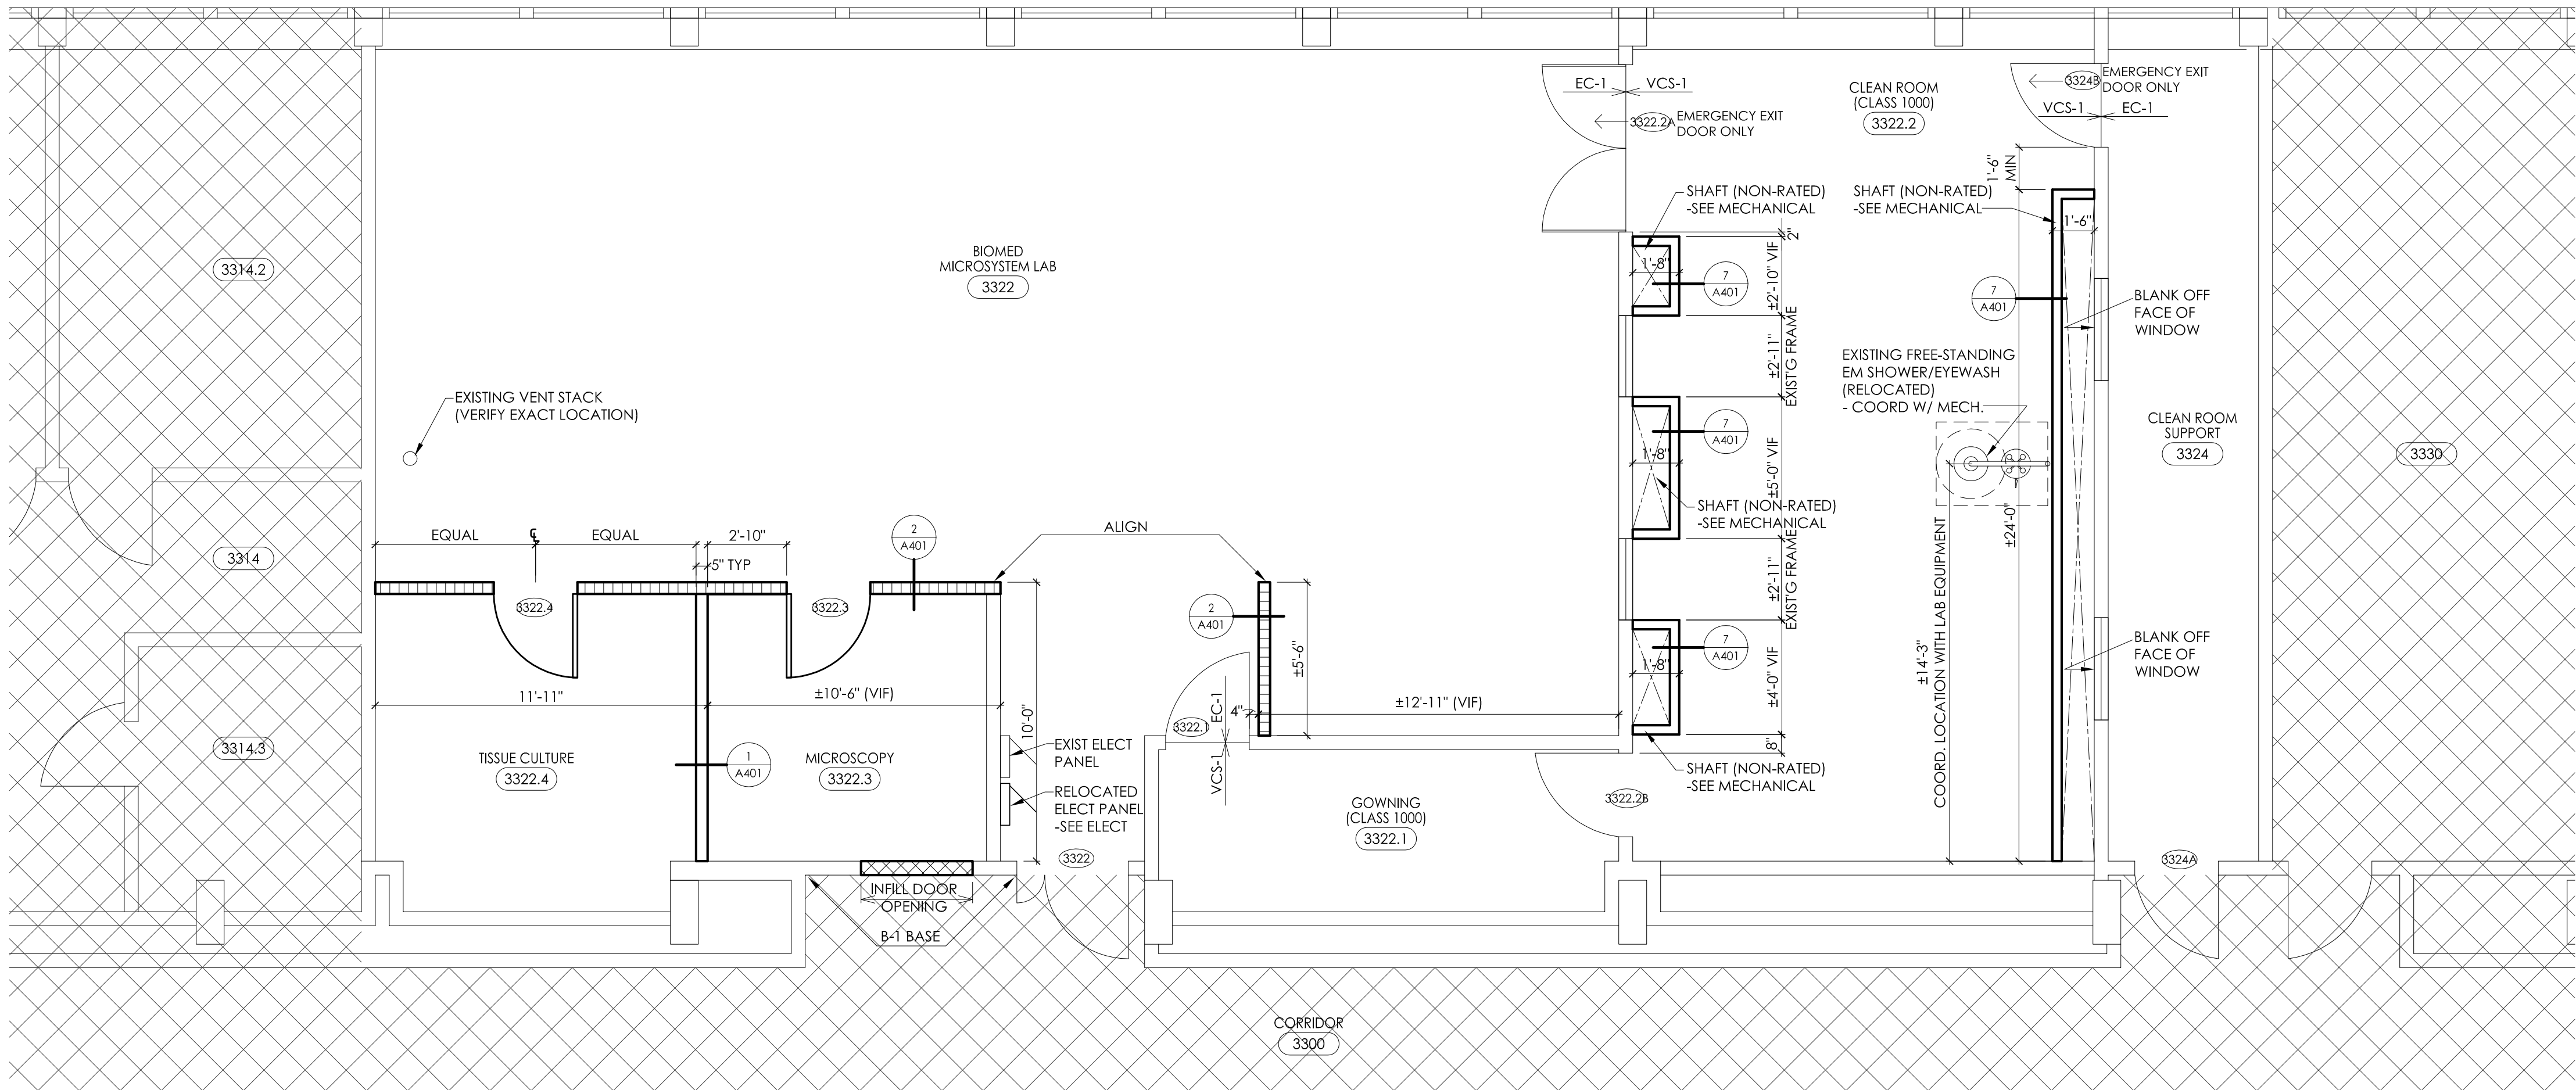 EC-1
VCS-1
3322.2A
EMERGENCY EXIT
DOOR ONLY
CLEAN ROOM
(CLASS 1000)
3322.2
3324B
EMERGENCY EXIT
DOOR ONLY
VCS-1
EC-1
1'-6"
MIN
SHAFT (NON-RATED)
-SEE MECHANICAL
SHAFT (NON-RATED)
-SEE MECHANICAL
1'-6"
2"
3314.2
BIOMED
MICROSYSTEM LAB
3322
1'-8"
7
A401
±2'-10" VIF
7
A401
BLANK OFF
FACE OF
WINDOW
±2'-11"
EXIST'G FRAME
EXISTING FREE-STANDING
EM SHOWER/EYEWASH
(RELOCATED)
- COORD W/ MECH.
EXISTING VENT STACK
(VERIFY EXACT LOCATION)
7
A401
1'-8"
±5'-0" VIF
SHAFT (NON-RATED)
-SEE MECHANICAL
CLEAN ROOM
SUPPORT
3324
3330
±24'-0"
EQUAL
℄
EQUAL
2'-10"
5" TYP
2
A401
ALIGN
3314
3322.4
3322.3
2
A401
±5'-6"
±2'-11"
EXIST'G FRAME
7
A401
1'-8"
±4'-0" VIF
8"
SHAFT (NON-RATED)
-SEE MECHANICAL
±14'-3"
COORD. LOCATION WITH LAB EQUIPMENT
BLANK OFF
FACE OF
WINDOW
11'-11"
±10'-6" (VIF)
10'-0"
4"
±12'-11" (VIF)
3322.1
EC-1
VCS-1
3314.3
TISSUE CULTURE
3322.4
1
A401
MICROSCOPY
3322.3
EXIST ELECT
PANEL
RELOCATED
ELECT PANEL
-SEE ELECT
3322
GOWNING
(CLASS 1000)
3322.1
3322.2B
3324A
INFILL DOOR
OPENING
B-1 BASE
CORRIDOR
3300